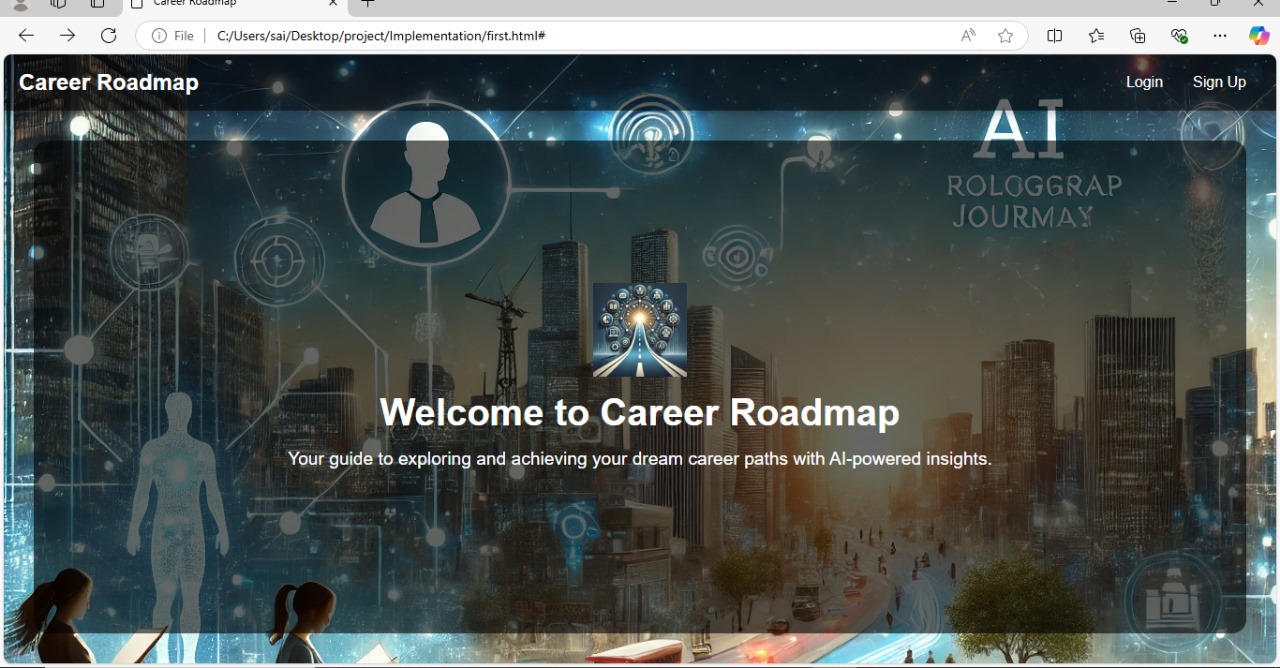 Career Roadmap
File
C:/Users/sai/Desktop/project/Implementation/first.html#
Career Roadmap
Login
Sign Up
AI
ROLOGGRAP
JOURMAY
Welcome to Career Roadmap
Your guide to exploring and achieving your dream career paths with AI-powered insights.